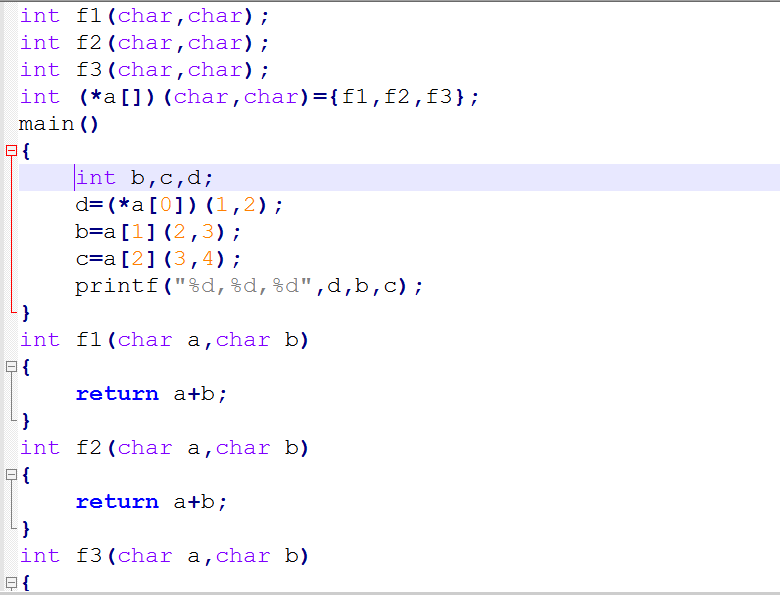 int f1(char,char);
int f2(char,char);
int f3(char,char);
int (*a[])(char,char)={f1,f2,f3};
main()
{
    int b,c,d;
    d=(*a[0])(1,2);
    b=a[1](2,3);
    c=a[2](3,4);
    printf("%d,%d,%d",d,b,c);
}
int f1(char a,char b)
{
    return a+b;
}
int f2(char a,char b)
{
    return a+b;
}
int f3(char a,char b)
{